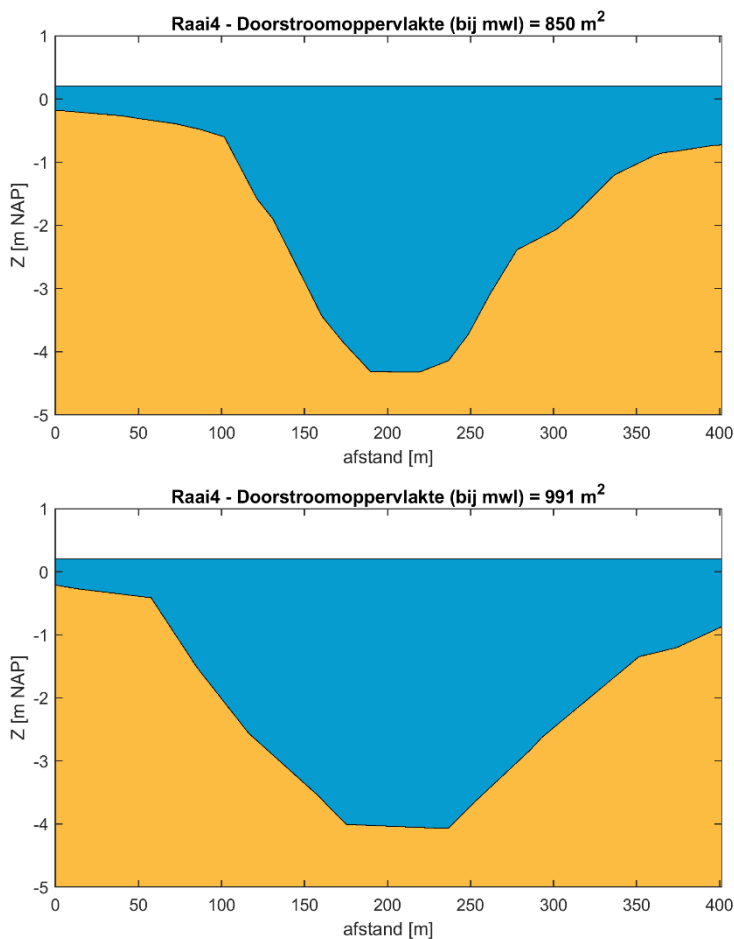 Raai4 - Doorstroomoppervlakte (bij mwl) = 850 m²
1
0
-1
-2
-3
-4
-5
Z [m NAP]
0 50 100 150 200 250 300 350 400
afstand [m]
Raai4 - Doorstroomoppervlakte (bij mwl) = 991 m²
1
0
-1
-2
-3
-4
-5
Z [m NAP]
0 50 100 150 200 250 300 350 400
afstand [m]